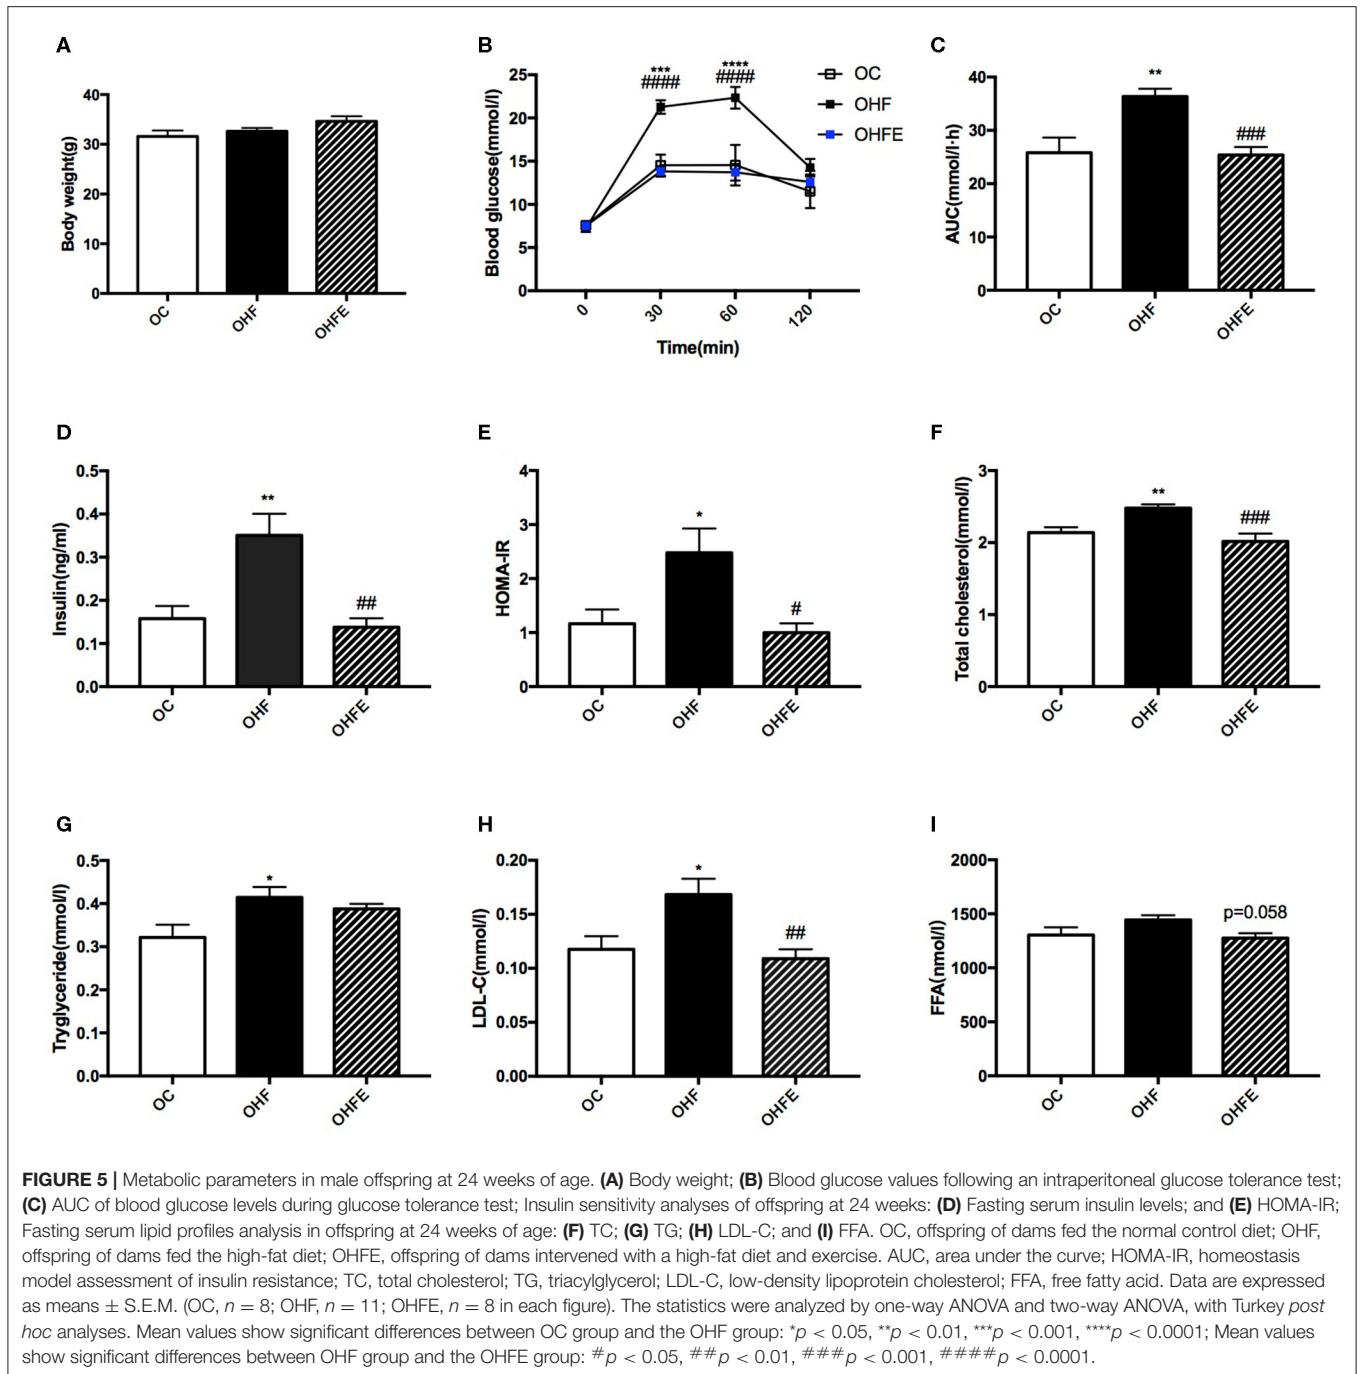 A
Body weight(g)
40
30
20
10
0
OC
OHF
OHFE
B
Blood glucose(mmol/l)
25
20
15
10
5
0
***
####
****
####
OC
OHF
OHFE
0
30
60
120
Time(min)
C
AUC(mmol/l·h)
40
30
20
10
0
**
###
OC
OHF
OHFE
D
Insulin(ng/ml)
0.5
0.4
0.3
0.2
0.1
0.0
**
##
OC
OHF
OHFE
E
HOMA-IR
4
3
2
1
0
*
#
OC
OHF
OHFE
F
Total cholesterol(mmol/l)
3
2
1
0
**
###
OC
OHF
OHFE
G
Tryglyceride(mmol/l)
0.5
0.4
0.3
0.2
0.1
0.0
*
OC
OHF
OHFE
H
LDL-C(mmol/l)
0.20
0.15
0.10
0.05
0.00
*
##
OC
OHF
OHFE
I
FFA(nmol/l)
2000
1500
1000
500
0
p=0.058
OC
OHF
OHFE
FIGURE 5 | Metabolic parameters in male offspring at 24 weeks of age. (A) Body weight; (B) Blood glucose values following an intraperitoneal glucose tolerance test;
(C) AUC of blood glucose levels during glucose tolerance test; Insulin sensitivity analyses of offspring at 24 weeks: (D) Fasting serum insulin levels; and (E) HOMA-IR;
Fasting serum lipid profiles analysis in offspring at 24 weeks of age: (F) TC; (G) TG; (H) LDL-C; and (I) FFA. OC, offspring of dams fed the normal control diet; OHF,
offspring of dams fed the high-fat diet; OHFE, offspring of dams intervened with a high-fat diet and exercise. AUC, area under the curve; HOMA-IR, homeostasis
model assessment of insulin resistance; TC, total cholesterol; TG, triacylglycerol; LDL-C, low-density lipoprotein cholesterol; FFA, free fatty acid. Data are expressed
as means ± S.E.M. (OC, n = 8; OHF, n = 11; OHFE, n = 8 in each figure). The statistics were analyzed by one-way ANOVA and two-way ANOVA, with Turkey post
hoc analyses. Mean values show significant differences between OC group and the OHF group: *p < 0.05, **p < 0.01, ***p < 0.001, ****p < 0.0001; Mean values
show significant differences between OHF group and the OHFE group: #p < 0.05, ##p < 0.01, ###p < 0.001, ####p < 0.0001.